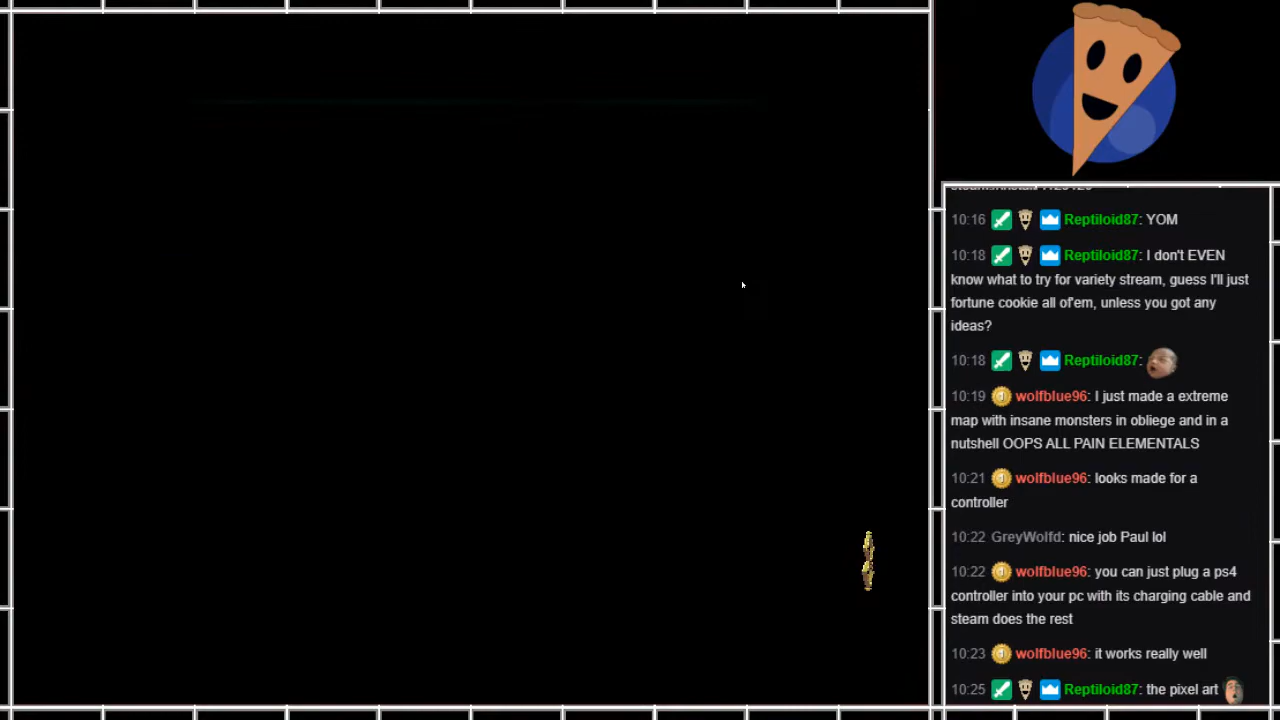 10:16 Reptiloid87: YOM
10:18 Reptiloid87: I don't EVEN
know what to try for variety stream, guess I'll just
fortune cookie all of'em, unless you got any
ideas?
10:18 Reptiloid87:
10:19 wolfblue96: I just made a extreme
map with insane monsters in obliege and in a
nutshell OOPS ALL PAIN ELEMENTALS
10:21 wolfblue96: looks made for a
controller
10:22 GreyWolfd: nice job Paul lol
10:22 wolfblue96: you can just plug a ps4
controller into your pc with its charging cable and
steam does the rest
10:23 wolfblue96: it works really well
10:25 Reptiloid87: the pixel art